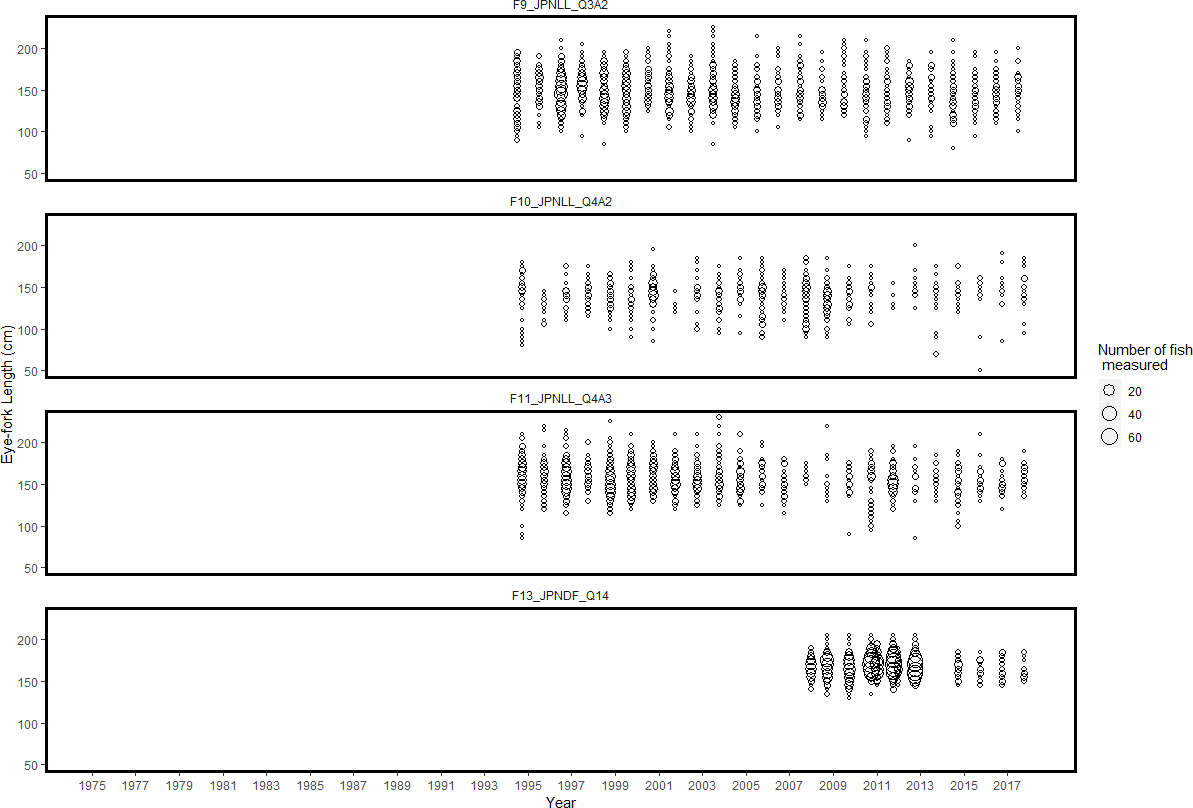 F9_JPNLL_Q3A2
200
150
100
50
F10_JPNLL_Q4A2
200
150
100
50
F11_JPNLL_Q4A3
200
150
100
50
F13_JPNDF_Q14
200
150
100
50
Eye-fork Length (cm)
1975 1977 1979 1981 1983 1985 1987 1989 1991 1993 1995 1997 1999 2001 2003 2005 2007 2009 2011 2013 2015 2017
Year
Number of fish
measured
20
40
60